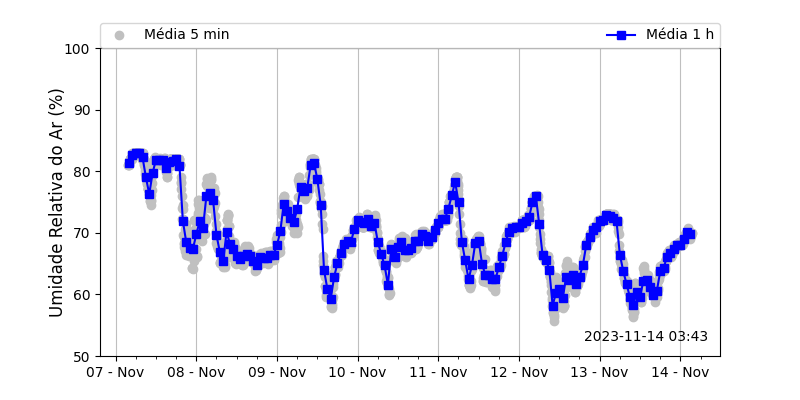 Média 5 min
Média 1 h
Umidade Relativa do Ar (%)
100
90
80
70
60
50
2023-11-14 03:43
07 - Nov
08 - Nov
09 - Nov
10 - Nov
11 - Nov
12 - Nov
13 - Nov
14 - Nov